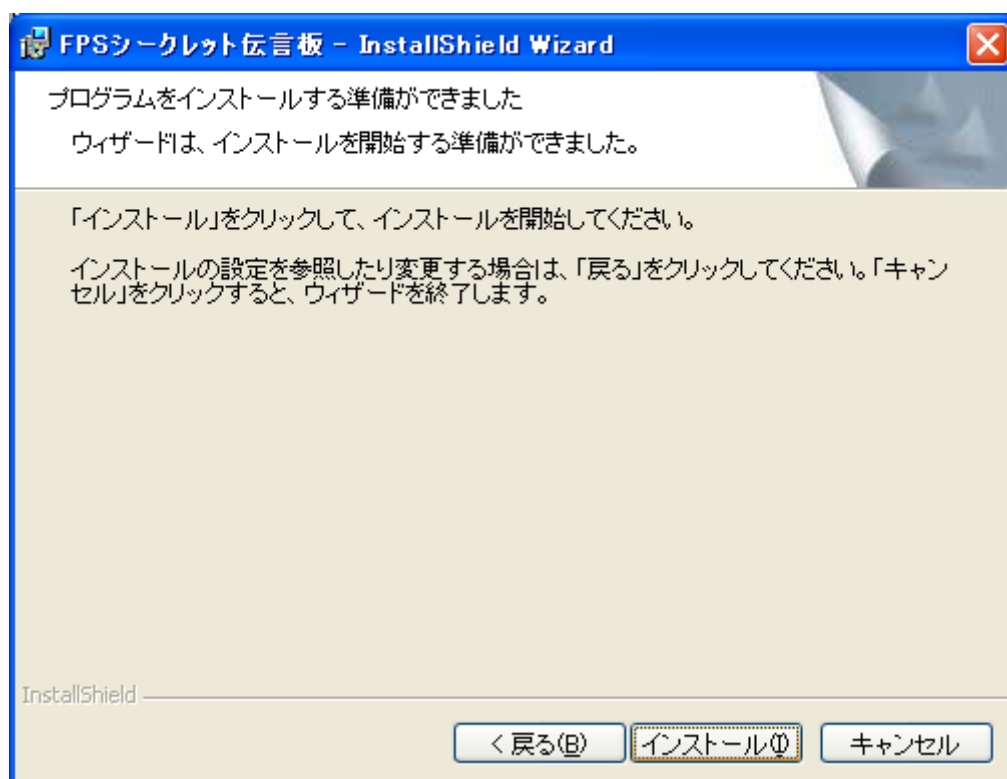 FPSシークレット伝言板 - InstallShield Wizard
プログラムをインストールする準備ができました
ウィザードは、インストールを開始する準備ができました。
「インストール」をクリックして、インストールを開始してください。
インストールの設定を参照したり変更する場合は、「戻る」をクリックしてください。「キャン
セル」をクリックすると、ウィザードを終了します。
InstallShield
< 戻る(B) インストール(I) キャンセル